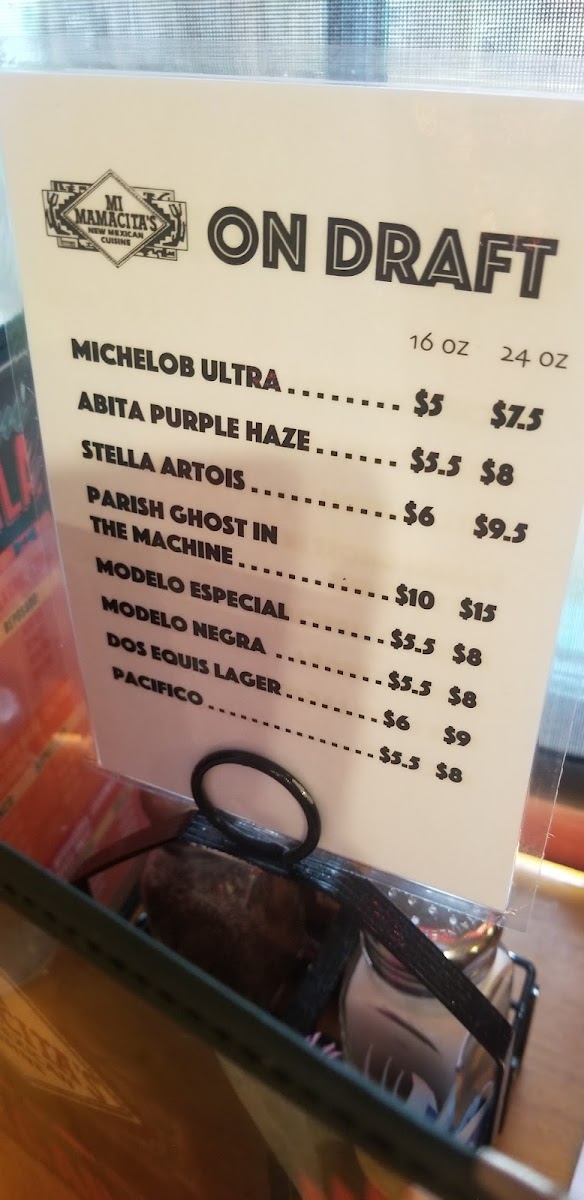 MI
MAMACITA'S
NEW MEXICAN
CUISINE
ON DRAFT
16 OZ 24 OZ
MICHELOB ULTRA........ $5 $7.5
ABITA PURPLE HAZE...... $5.5 $8
STELLA ARTOIS...........$6 $9.5
PARISH GHOST IN
THE MACHINE............$10 $15
MODELO ESPECIAL .......$5.5 $8
MODELO NEGRA .........$5.5 $8
DOS EQUIS LAGER........$6 $9
PACIFICO................$5.5 $8